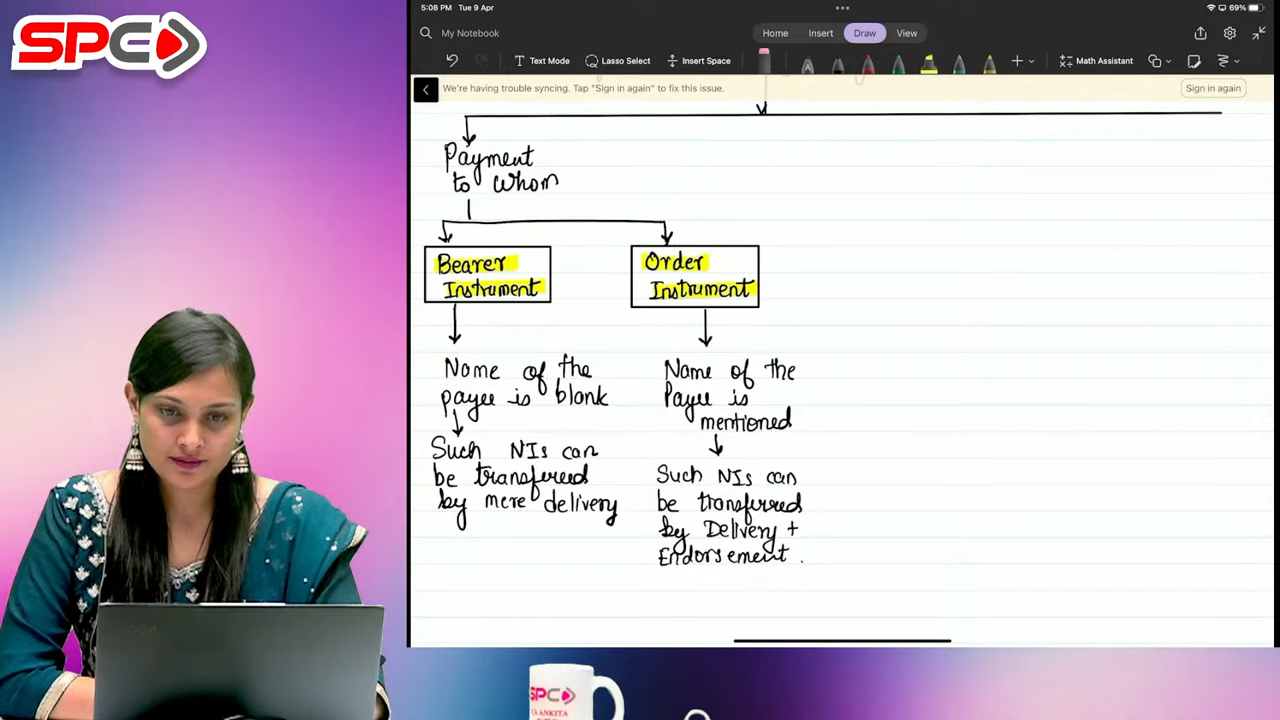 SPC
5:08 PM Tue 9 Apr
69%
My Notebook
Home Insert Draw View
Text Mode Lasso Select Insert Space Math Assistant
We're having trouble syncing. Tap "Sign in again" to fix this issue.
Sign in again
Payment
to whom
Bearer
Instrument
Order
Instrument
Name of the
payee is blank
Such NIs can
be transferred
by mere delivery
Name of the
Payee is
mentioned
Such NIs can
be transferred
by Delivery +
Endorsement.
SPC
ANKITA